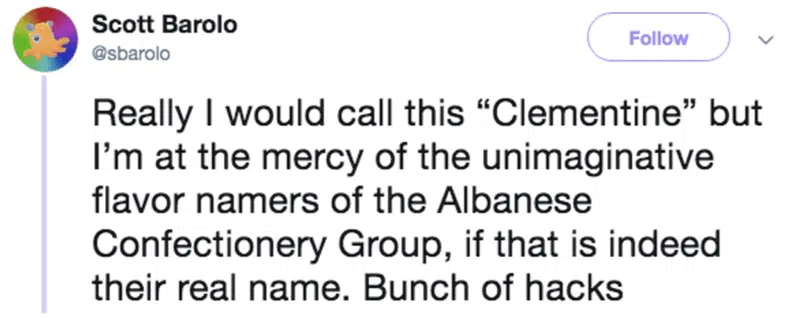 Scott Barolo
@sbarolo
Follow
Really I would call this “Clementine” but
I’m at the mercy of the unimaginative
flavor namers of the Albanese
Confectionery Group, if that is indeed
their real name. Bunch of hacks